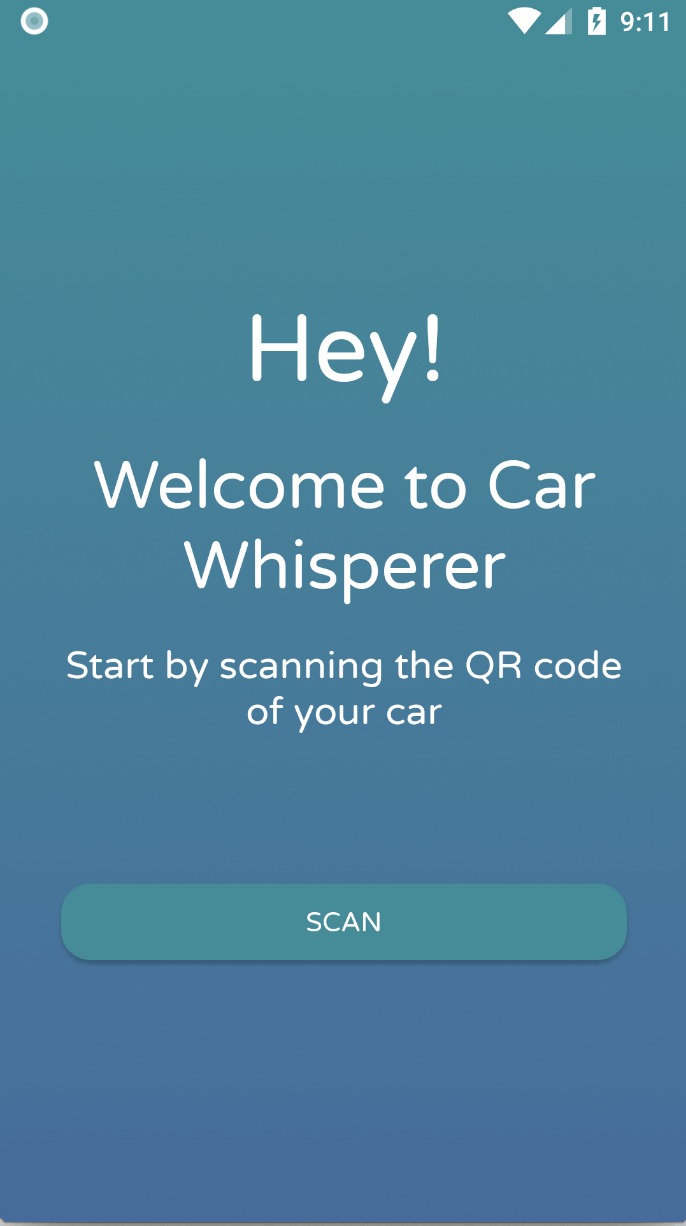 9:11
Hey!
Welcome to Car
Whisperer
Start by scanning the QR code
of your car
SCAN